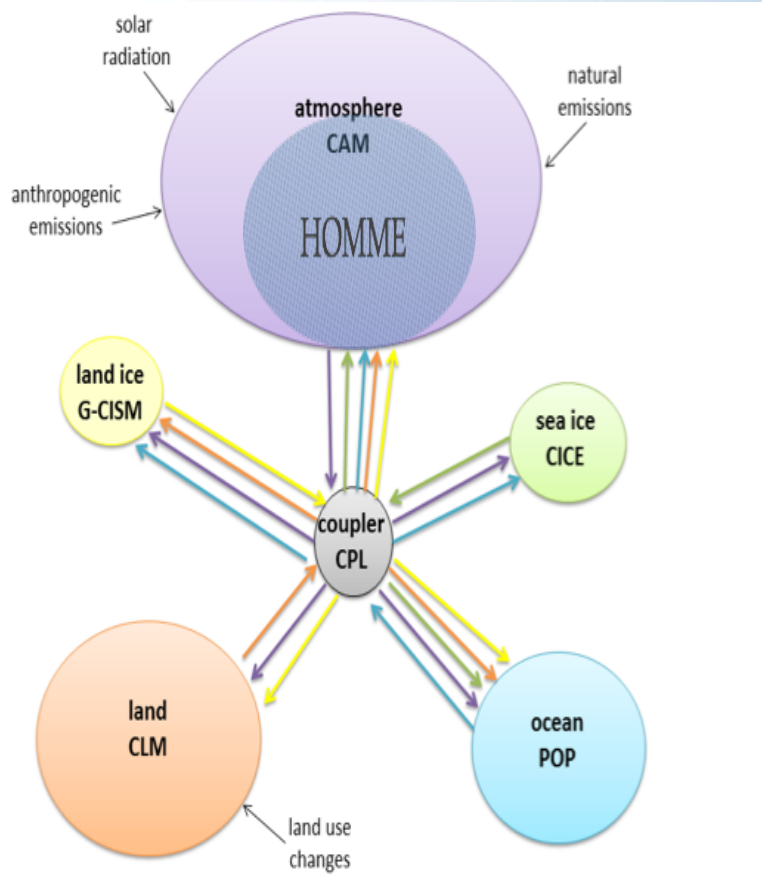 solar
radiation
natural
emissions
atmosphere
CAM
anthropogenic
emissions
HOMME
land ice
G-CISM
sea ice
CICE
coupler
CPL
land
CLM
ocean
POP
land use
changes